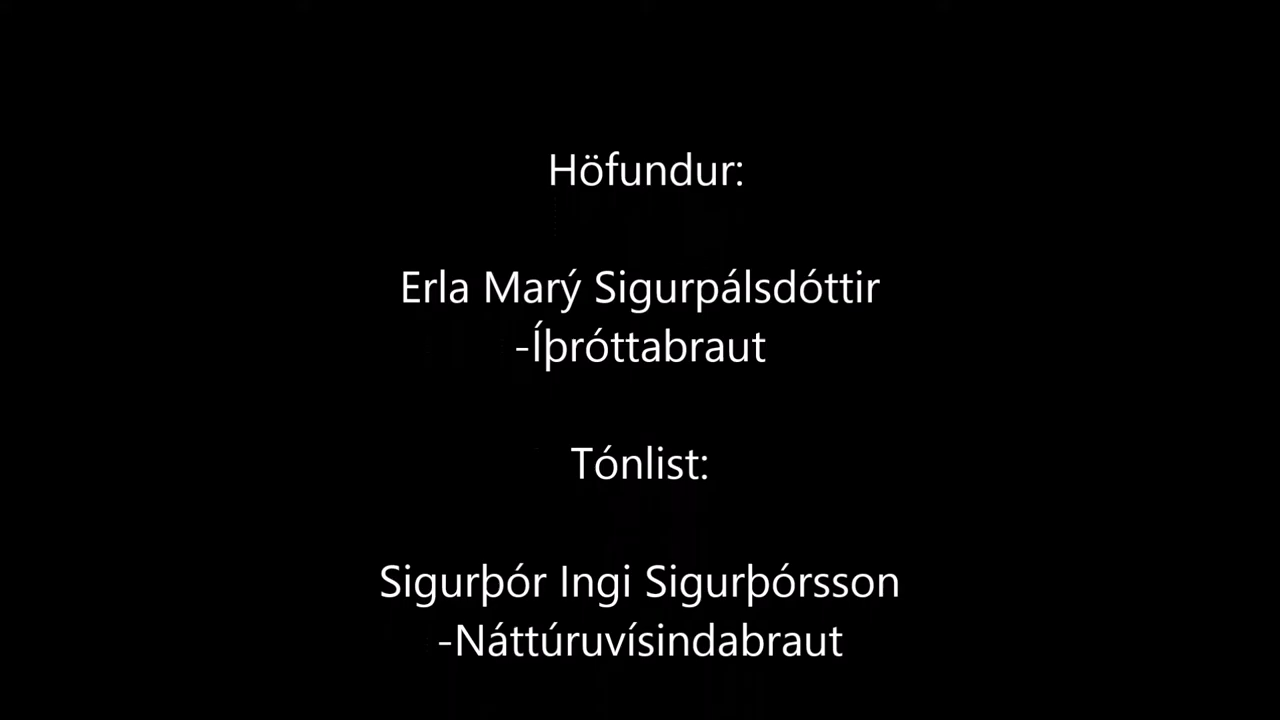 Höfundur:
Erla Marý Sigurpálsdóttir
-Íþróttabraut
Tónlist:
Sigurþór Ingi Sigurþórsson
-Náttúruvísindabraut